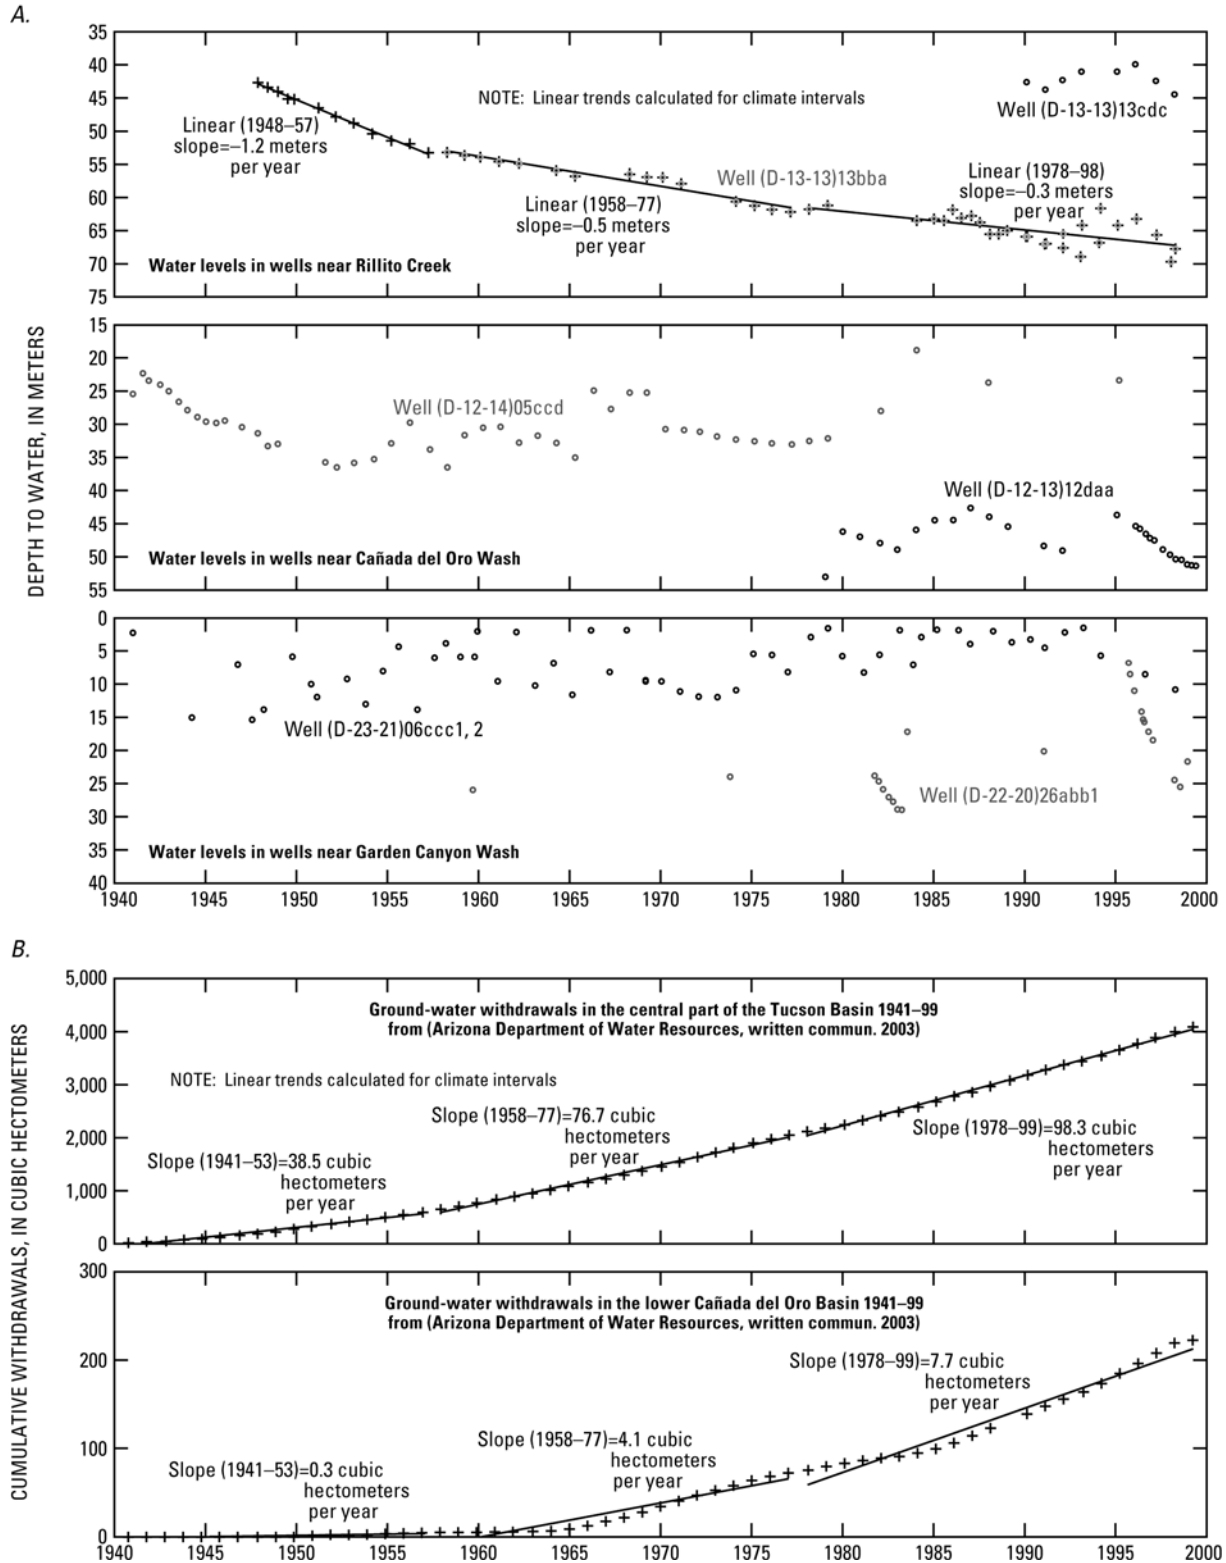 A.
35
40
45
50
55
60
65
70
75
NOTE: Linear trends calculated for climate intervals
Well (D-13-13)13cdc
Linear (1948–57)
slope=–1.2 meters
per year
Well (D-13-13)13bba
Linear (1958–77)
slope=–0.5 meters
per year
Linear (1978–98)
slope=–0.3 meters
per year
Water levels in wells near Rillito Creek
DEPTH TO WATER, IN METERS
15
20
25
30
35
40
45
50
55
Well (D-12-14)05ccd
Well (D-12-13)12daa
Water levels in wells near Cañada del Oro Wash
0
5
10
15
20
25
30
35
40
Well (D-23-21)06ccc1, 2
Well (D-22-20)26abb1
Water levels in wells near Garden Canyon Wash
1940 1945 1950 1955 1960 1965 1970 1975 1980 1985 1990 1995 2000
B.
CUMULATIVE WITHDRAWALS, IN CUBIC HECTOMETERS
5,000
4,000
3,000
2,000
1,000
0
Ground-water withdrawals in the central part of the Tucson Basin 1941–99
from (Arizona Department of Water Resources, written commun. 2003)
NOTE: Linear trends calculated for climate intervals
Slope (1941–53)=38.5 cubic
hectometers
per year
Slope (1958–77)=76.7 cubic
hectometers
per year
Slope (1978–99)=98.3 cubic
hectometers
per year
300
200
100
0
Ground-water withdrawals in the lower Cañada del Oro Basin 1941–99
from (Arizona Department of Water Resources, written commun. 2003)
Slope (1941–53)=0.3 cubic
hectometers
per year
Slope (1958–77)=4.1 cubic
hectometers
per year
Slope (1978–99)=7.7 cubic
hectometers
per year
1940 1945 1950 1955 1960 1965 1970 1975 1980 1985 1990 1995 2000